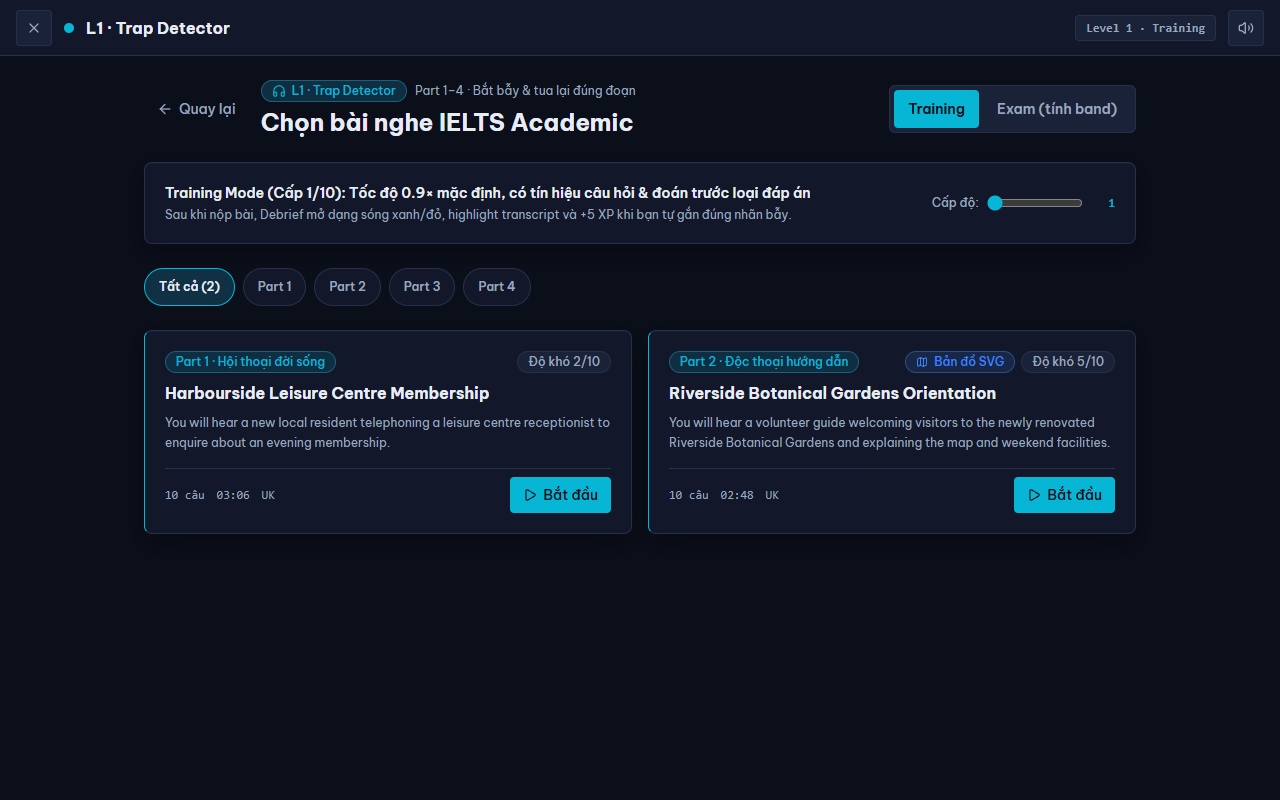 L1 · Trap Detector
Level 1 · Training
Quay lại
L1 · Trap Detector
Part 1–4 · Bắt bẫy & tua lại đúng đoạn
Chọn bài nghe IELTS Academic
Training
Exam (tính band)
Training Mode (Cấp 1/10): Tốc độ 0.9× mặc định, có tín hiệu câu hỏi & đoán trước loại đáp án
Sau khi nộp bài, Debrief mở dạng sóng xanh/đỏ, highlight transcript và +5 XP khi bạn tự gắn đúng nhãn bẫy.
Cấp độ:
1
Tất cả (2)
Part 1
Part 2
Part 3
Part 4
Part 1 · Hội thoại đời sống
Độ khó 2/10
Harbourside Leisure Centre Membership
You will hear a new local resident telephoning a leisure centre receptionist to
enquire about an evening membership.
10 câu 03:06 UK
Bắt đầu
Part 2 · Độc thoại hướng dẫn
Bản đồ SVG
Độ khó 5/10
Riverside Botanical Gardens Orientation
You will hear a volunteer guide welcoming visitors to the newly renovated
Riverside Botanical Gardens and explaining the map and weekend facilities.
10 câu 02:48 UK
Bắt đầu